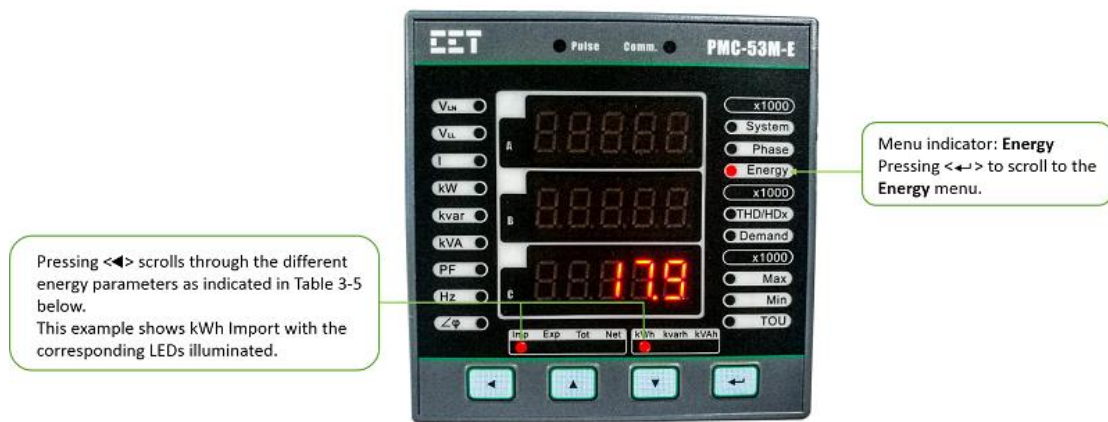 CET
Pulse
Comm.
PMC-53M-E
VLN
VLL
I
kW
kvar
kVA
PF
Hz
∠φ
A
B
C
17.9
x1000
System
Phase
Energy
x1000
THD/HDx
Demand
x1000
Max
Min
TOU
Imp Exp Tot Net
kWh kvarh kVAh
Menu indicator: Energy
Pressing <↵> to scroll to the
Energy menu.
Pressing <◄> scrolls through the different
energy parameters as indicated in Table 3-5
below.
This example shows kWh Import with the
corresponding LEDs illuminated.